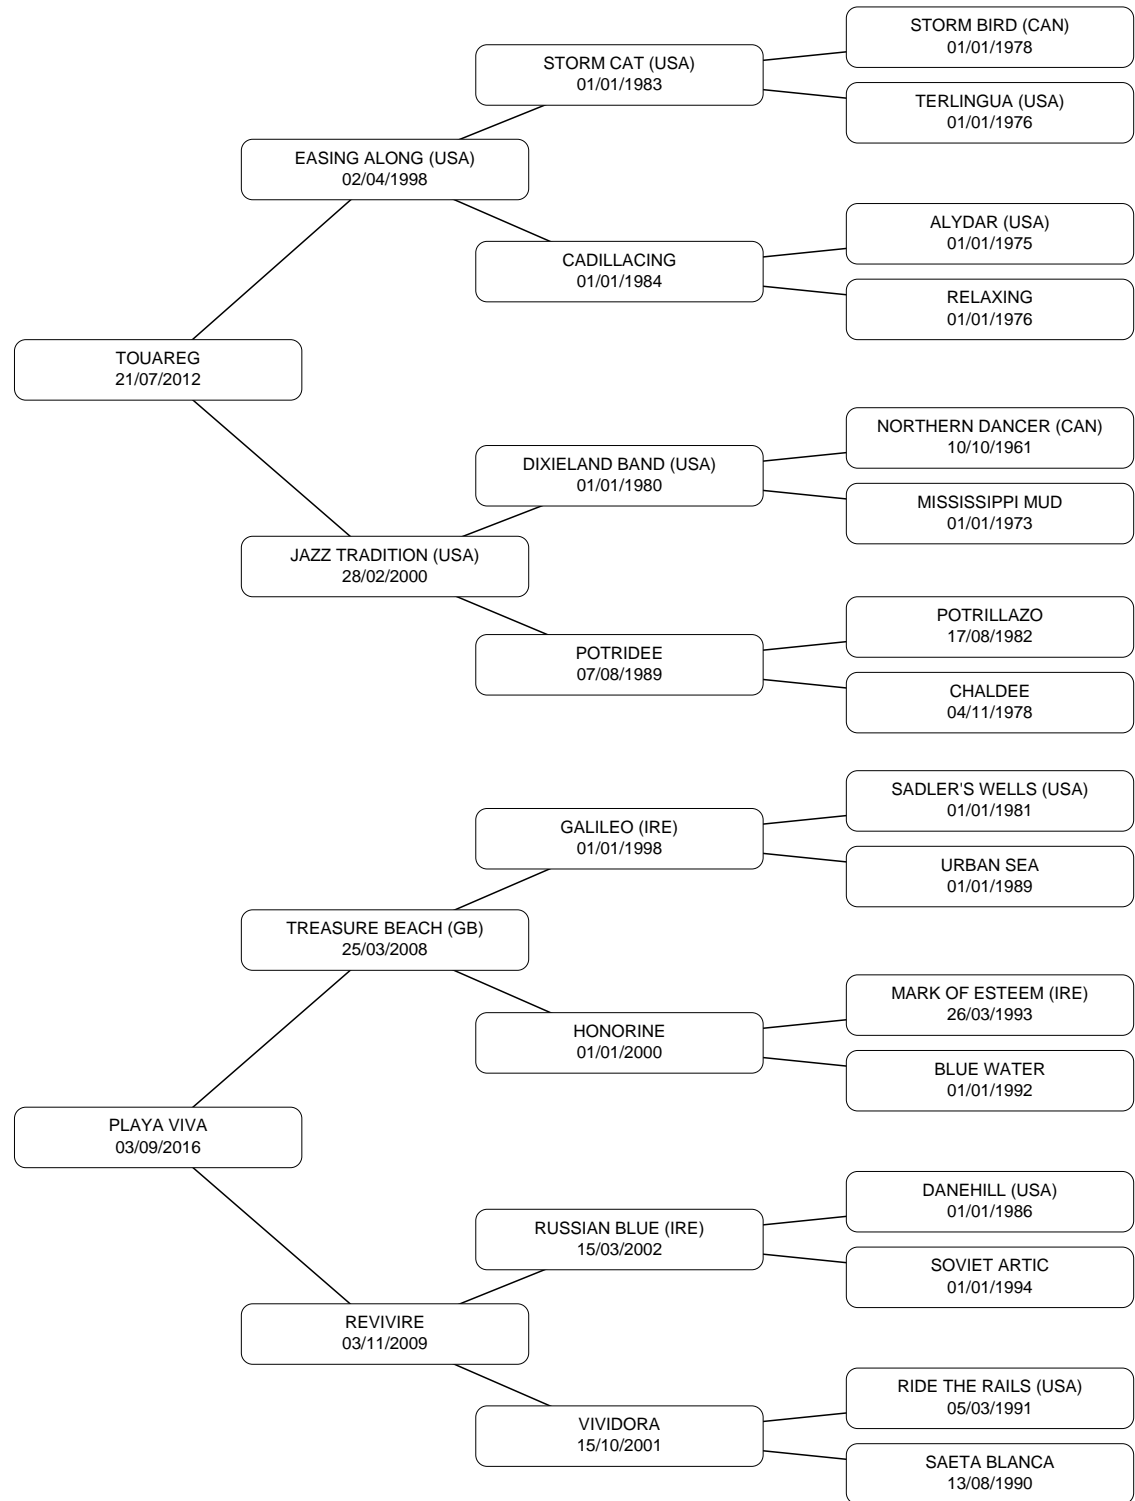 STORM BIRD (CAN)
01/01/1978
STORM CAT (USA)
01/01/1983
TERLINGUA (USA)
01/01/1976
EASING ALONG (USA)
02/04/1998
ALYDAR (USA)
01/01/1975
CADILLACING
01/01/1984
RELAXING
01/01/1976
TOUAREG
21/07/2012
NORTHERN DANCER (CAN)
10/10/1961
DIXIELAND BAND (USA)
01/01/1980
MISSISSIPPI MUD
01/01/1973
JAZZ TRADITION (USA)
28/02/2000
POTRILLAZO
17/08/1982
POTRIDEE
07/08/1989
CHALDEE
04/11/1978
SADLER'S WELLS (USA)
01/01/1981
GALILEO (IRE)
01/01/1998
URBAN SEA
01/01/1989
TREASURE BEACH (GB)
25/03/2008
MARK OF ESTEEM (IRE)
26/03/1993
HONORINE
01/01/2000
BLUE WATER
01/01/1992
PLAYA VIVA
03/09/2016
DANEHILL (USA)
01/01/1986
RUSSIAN BLUE (IRE)
15/03/2002
SOVIET ARTIC
01/01/1994
REVIVIRE
03/11/2009
RIDE THE RAILS (USA)
05/03/1991
VIVIDORA
15/10/2001
SAETA BLANCA
13/08/1990